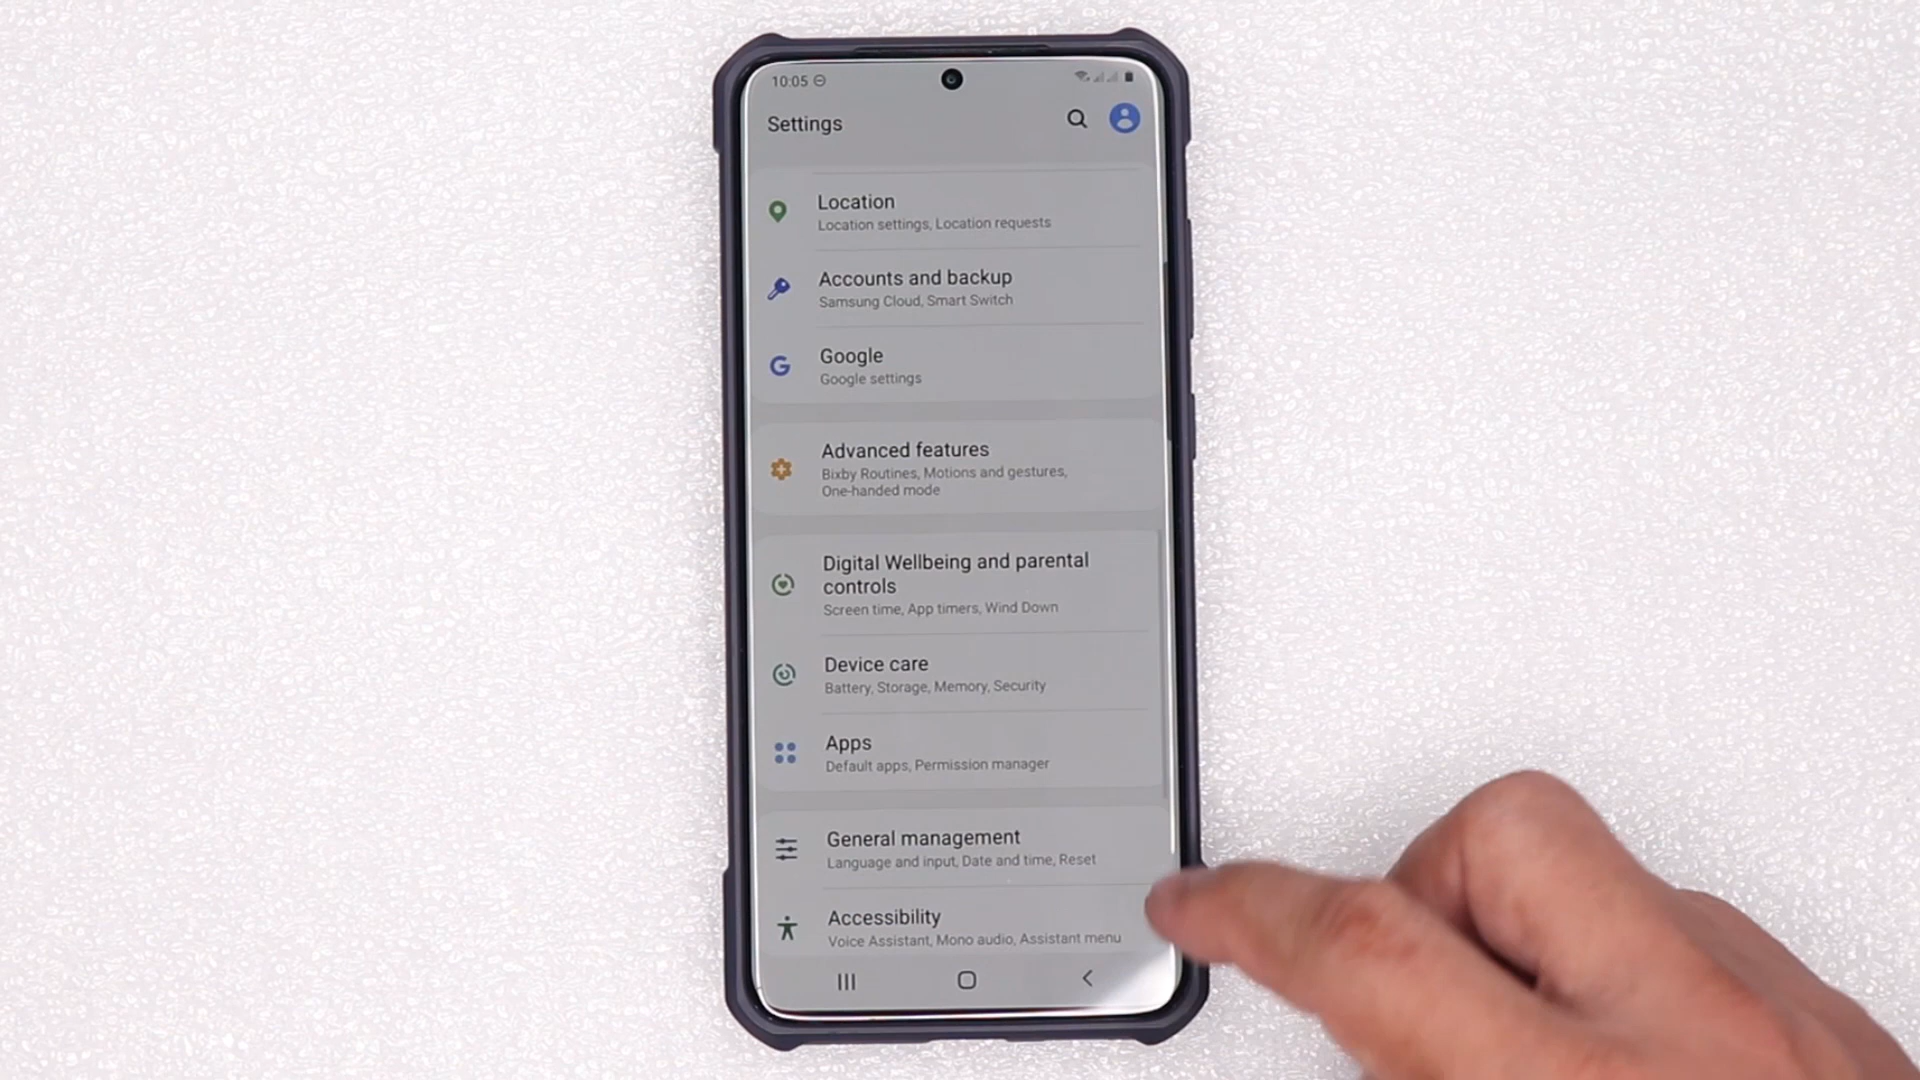 10:05
Settings
Location
Location settings, Location requests
Accounts and backup
Samsung Cloud, Smart Switch
Google
Google settings
Advanced features
Bixby Routines, Motions and gestures,
One-handed mode
Digital Wellbeing and parental
controls
Screen time, App timers, Wind Down
Device care
Battery, Storage, Memory, Security
Apps
Default apps, Permission manager
General management
Language and input, Date and time, Reset
Accessibility
Voice Assistant, Mono audio, Assistant menu